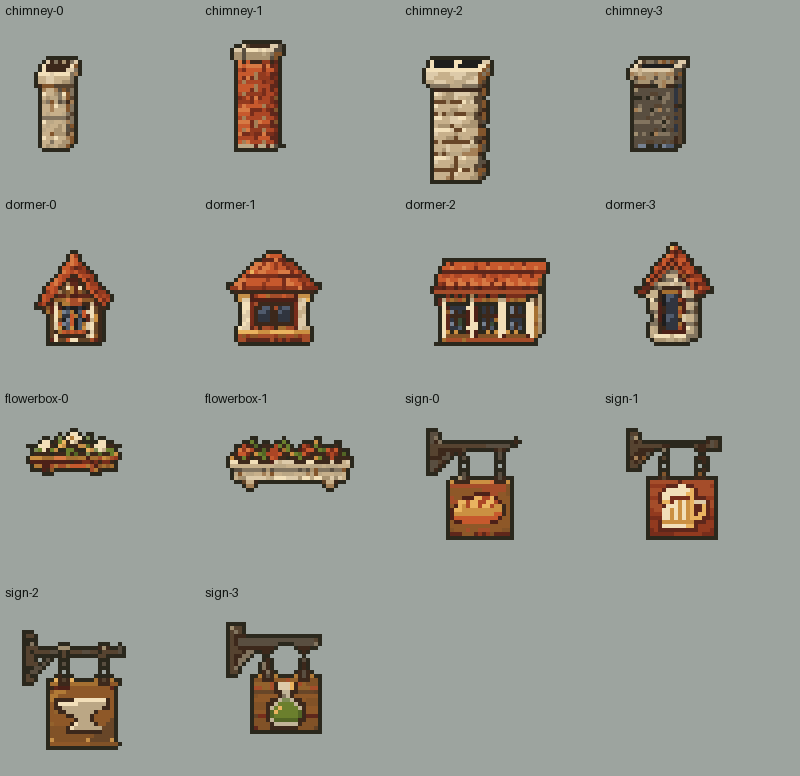 chimney-0 chimney-1 chimney-2 chimney-3
dormer-0 dormer-1 dormer-2 dormer-3
flowerbox-0 flowerbox-1 sign-0 sign-1
sign-2 sign-3